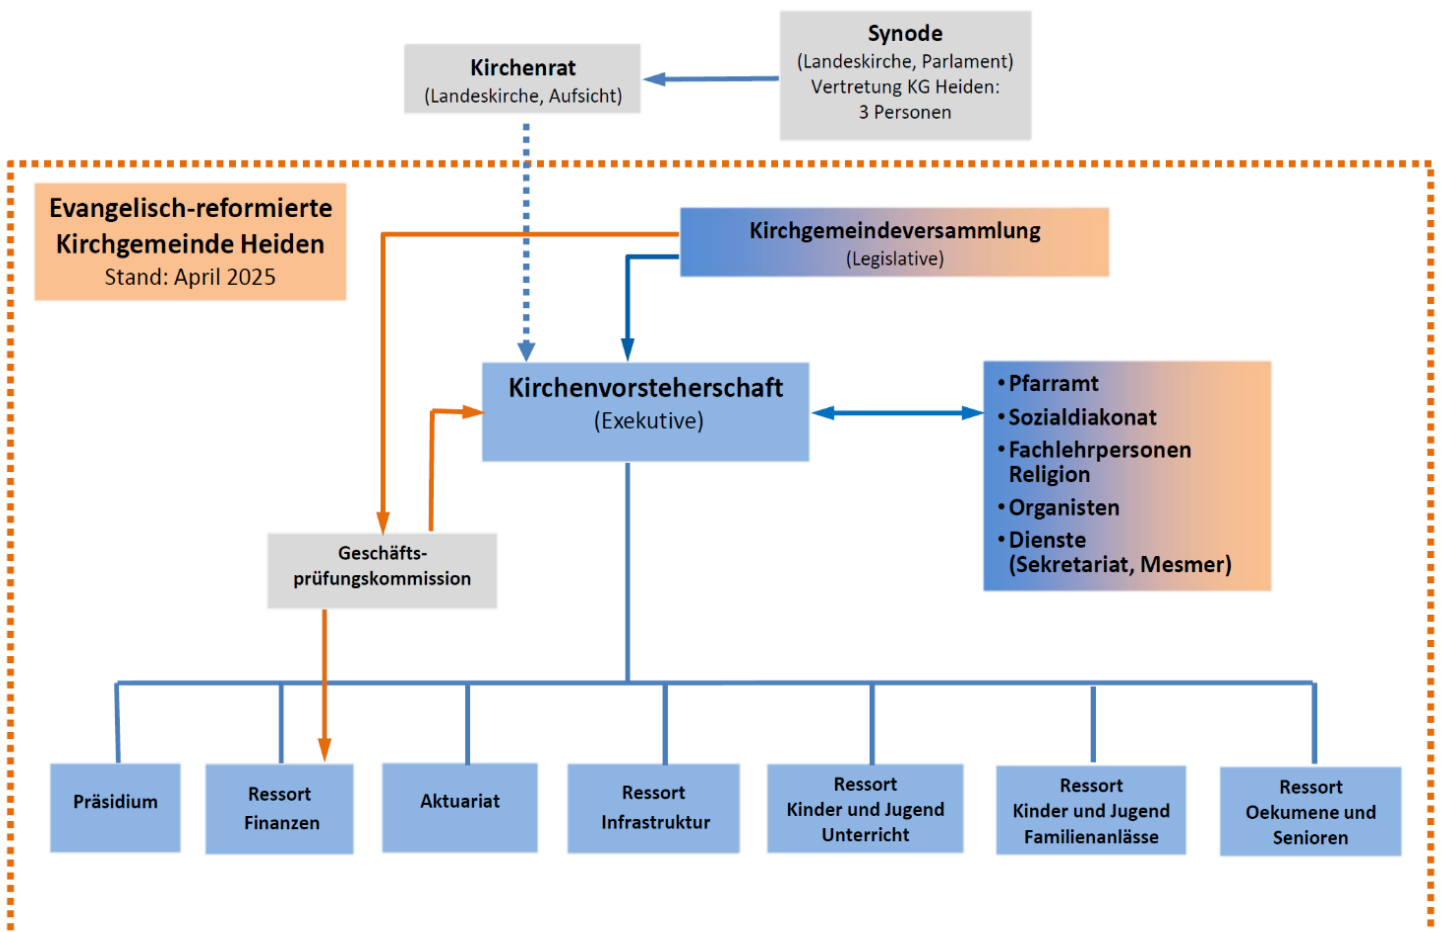 Synode
(Landeskirche, Parlament)
Vertretung KG Heiden:
3 Personen
Kirchenrat
(Landeskirche, Aufsicht)
Evangelisch-reformierte
Kirchgemeinde Heiden
Stand: April 2025
Kirchgemeindeversammlung
(Legislative)
Kirchenvorsteherschaft
(Exekutive)
• Pfarramt
• Sozialdiakonat
• Fachlehrpersonen
Religion
• Organisten
• Dienste
(Sekretariat, Mesmer)
Geschäfts-
prüfungskommission
Präsidium
Ressort
Finanzen
Aktuariat
Ressort
Infrastruktur
Ressort
Kinder und Jugend
Unterricht
Ressort
Kinder und Jugend
Familienanlässe
Ressort
Oekumene und
Senioren